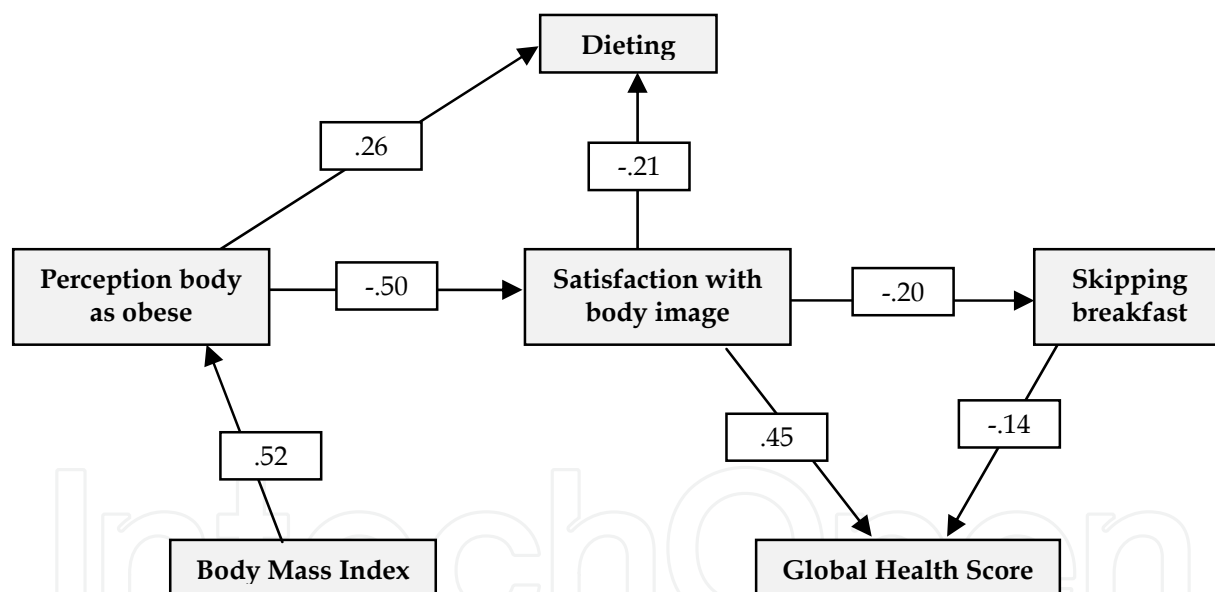 Dieting
.26
-.21
Perception body
as obese
-.50
Satisfaction with
body image
-.20
Skipping
breakfast
.52
.45
-.14
Body Mass Index
Global Health Score
IntechOpen